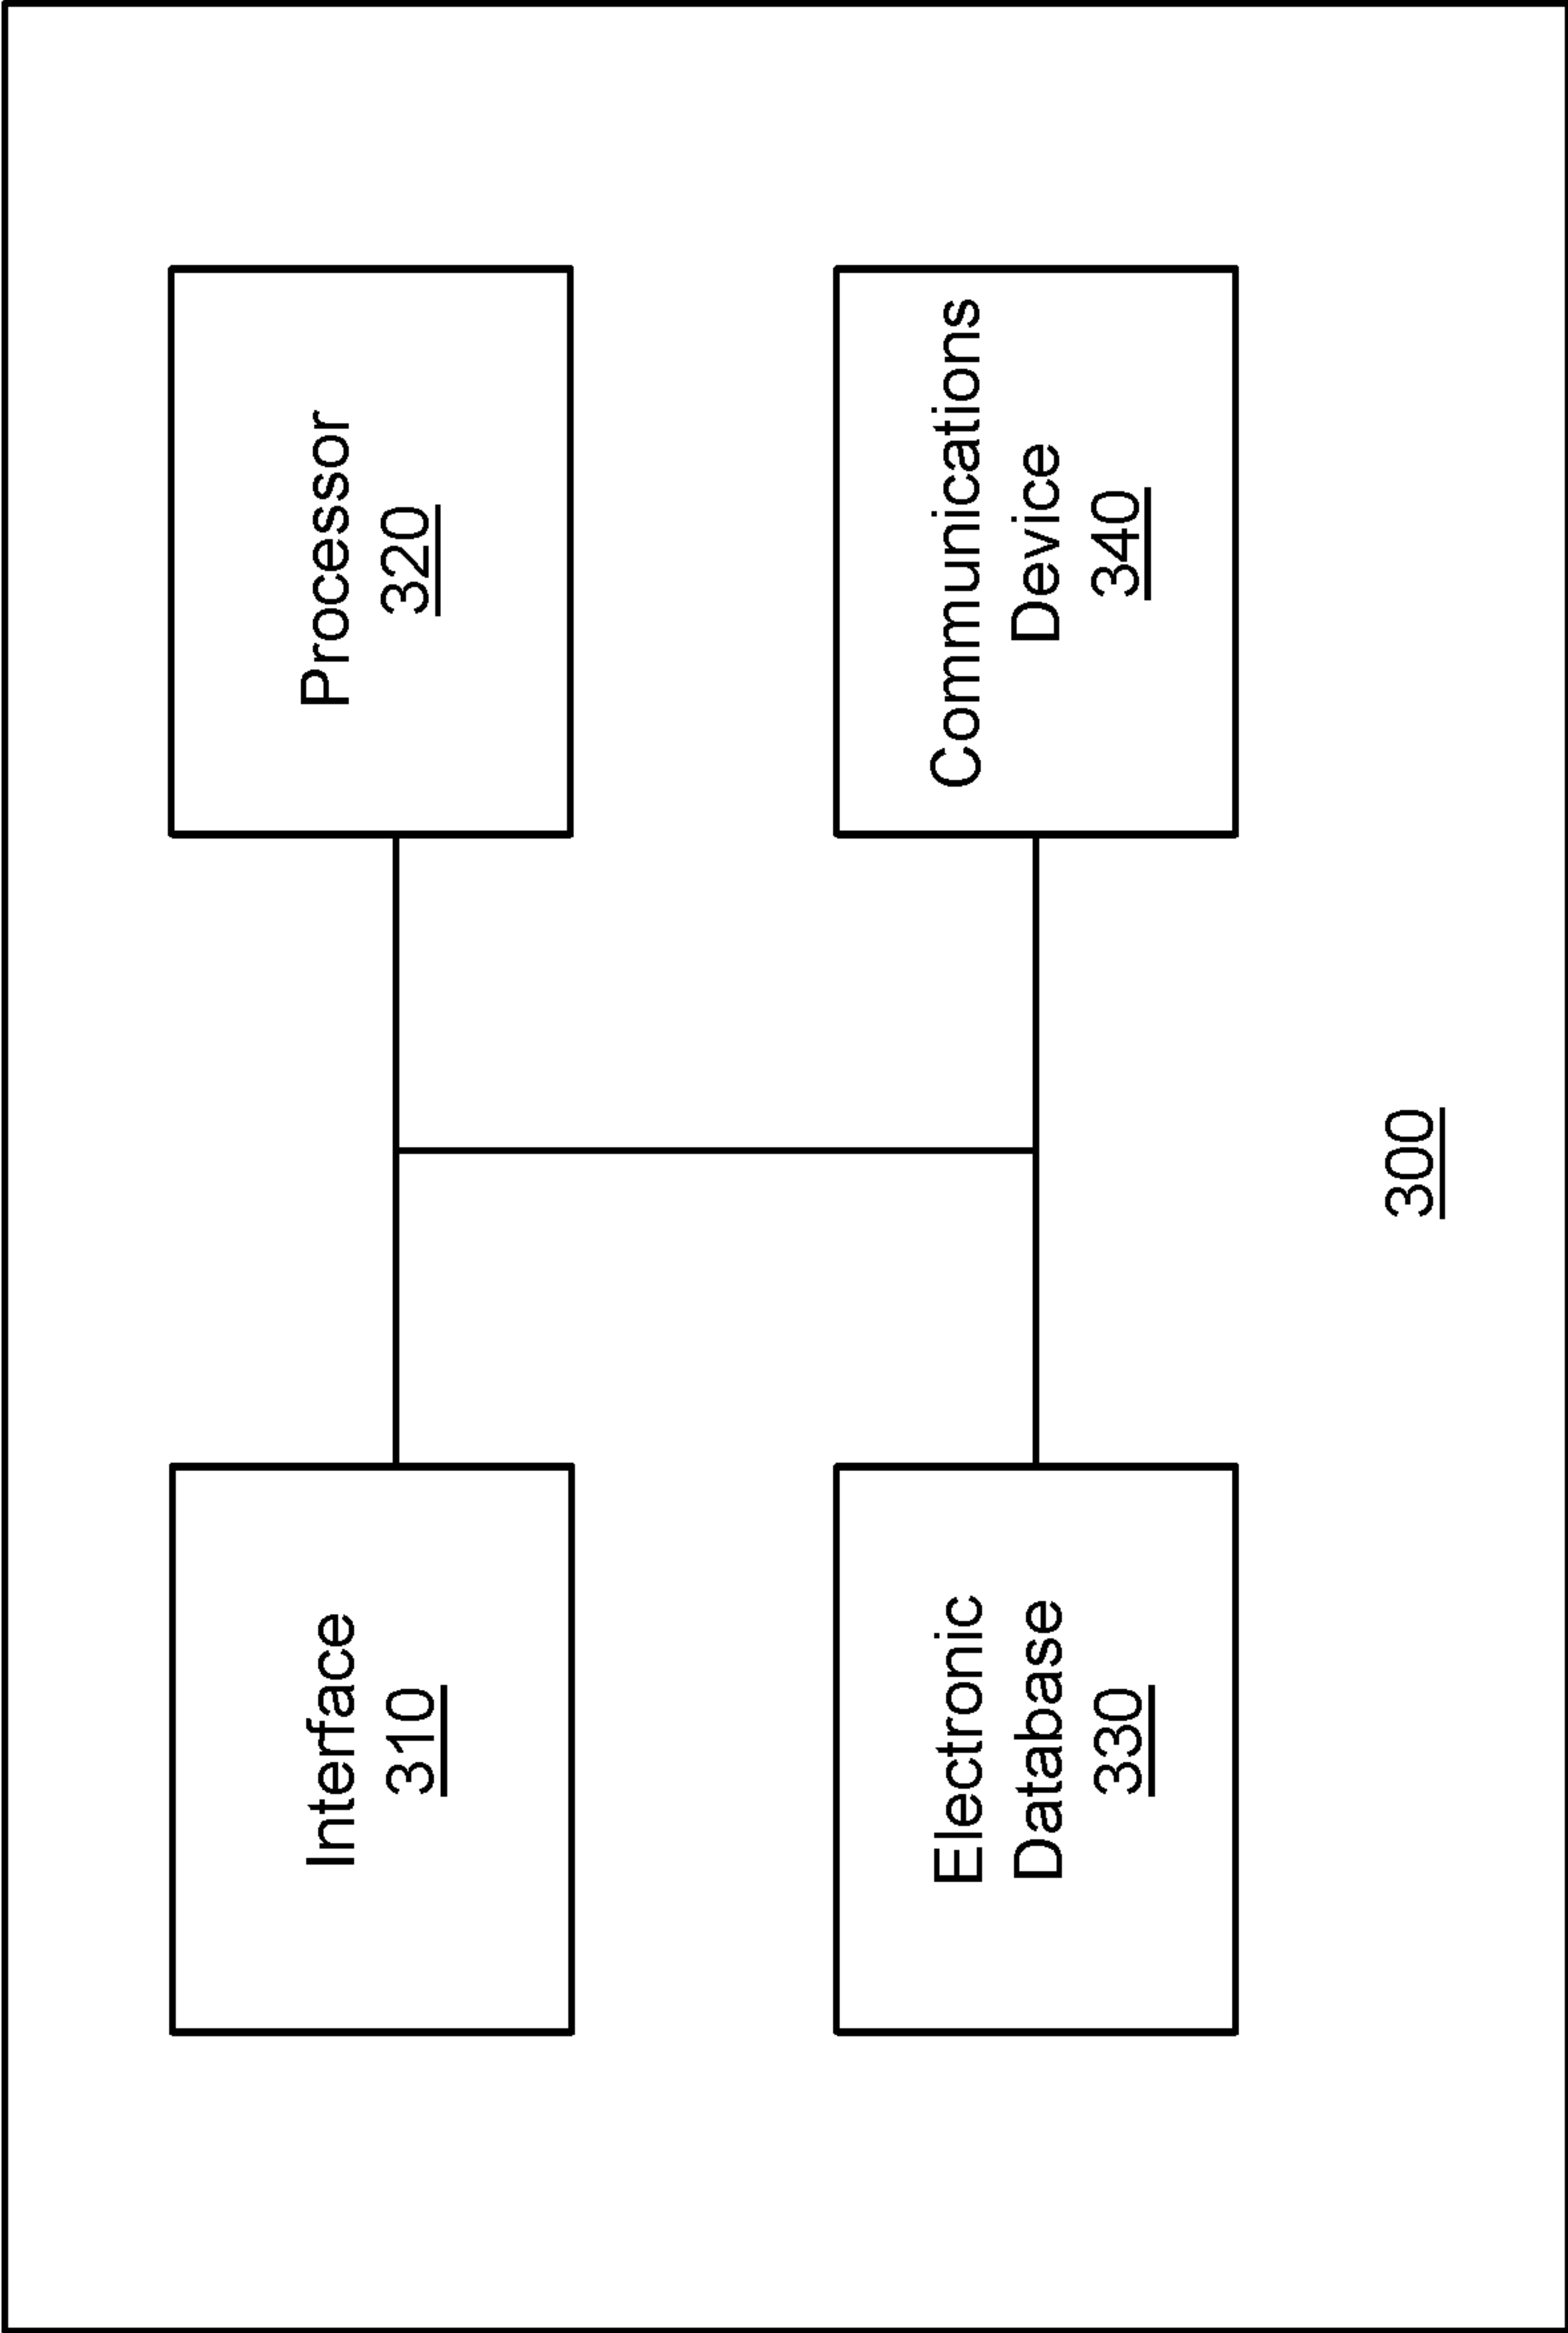 Interface
310
Processor
320
Electronic
Database
330
Communications
Device
340
300